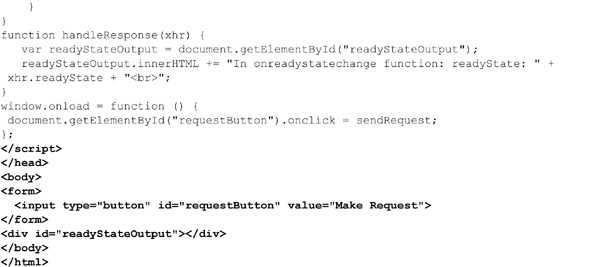 }
}
function handleResponse(xhr) {
   var readyStateOutput = document.getElementById("readyStateOutput");
   readyStateOutput.innerHTML += "In onreadystatechange function: readyState: " +
 xhr.readyState + "<br>";
}
window.onload = function () {
 document.getElementById("requestButton").onclick = sendRequest;
};
</script>
</head>
<body>
<form>
  <input type="button" id="requestButton" value="Make Request">
</form>
<div id="readyStateOutput"></div>
</body>
</html>